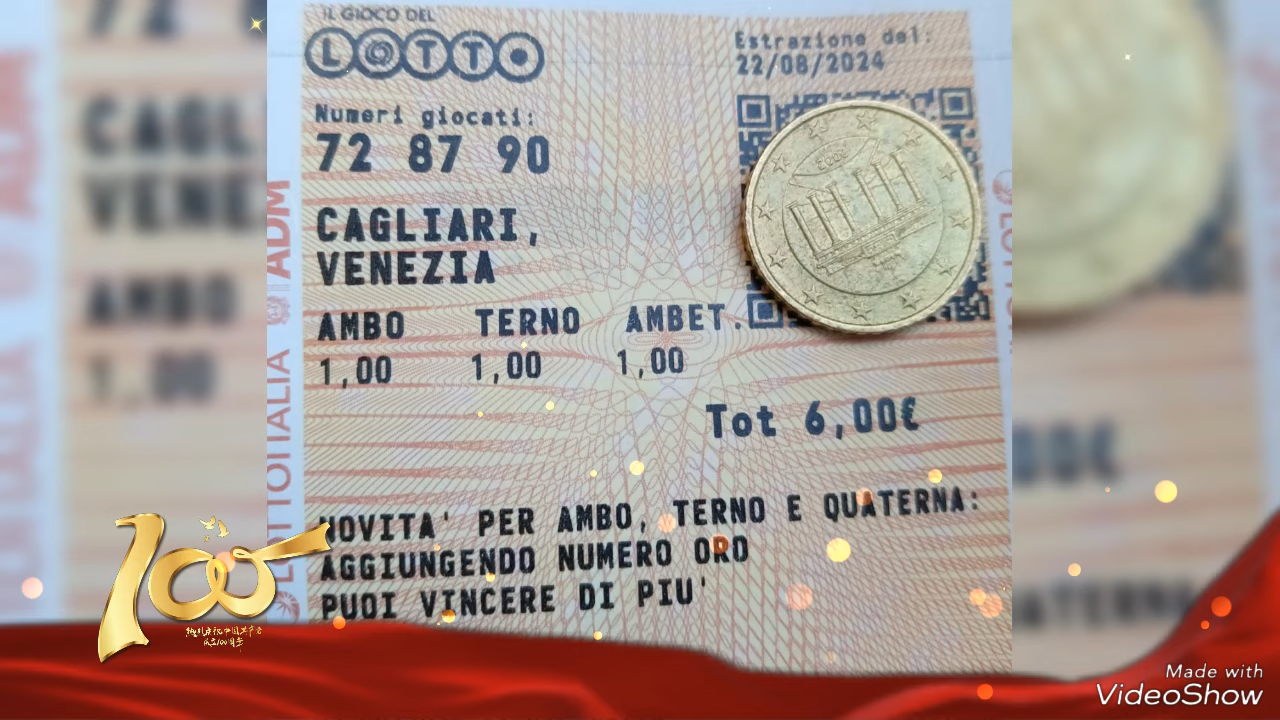 IL GIOCO DEL
LOTTO
Estrazione del:
22/08/2024
Numeri giocati:
72 87 90
CAGLIARI,
VENEZIA
AMBO TERNO AMBET.
1,00 1,00 1,00
Tot 6,00€
NOVITA' PER AMBO, TERNO E QUATERNA:
AGGIUNGENDO NUMERO ORO
PUOI VINCERE DI PIU'
ADM
LOTTOITALIA
100
Made with
VideoShow